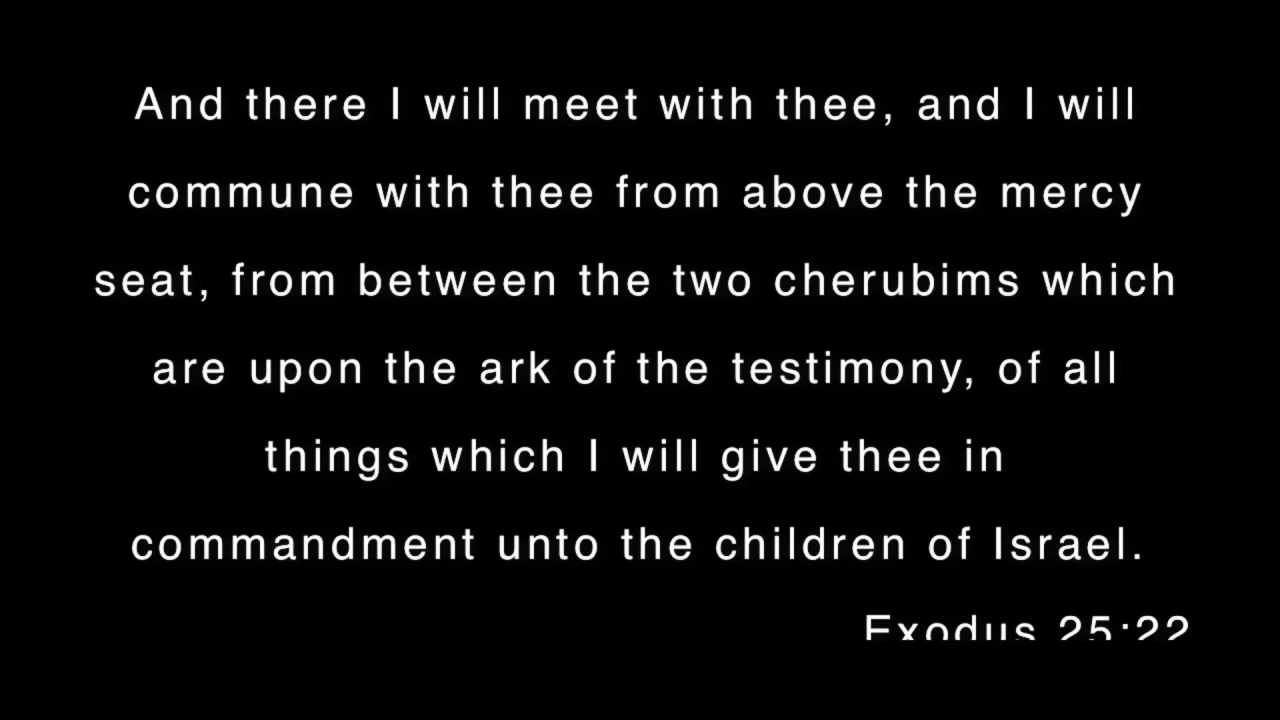 And there I will meet with thee, and I will
commune with thee from above the mercy
seat, from between the two cherubims which
are upon the ark of the testimony, of all
things which I will give thee in
commandment unto the children of Israel.
Exodus 25:22